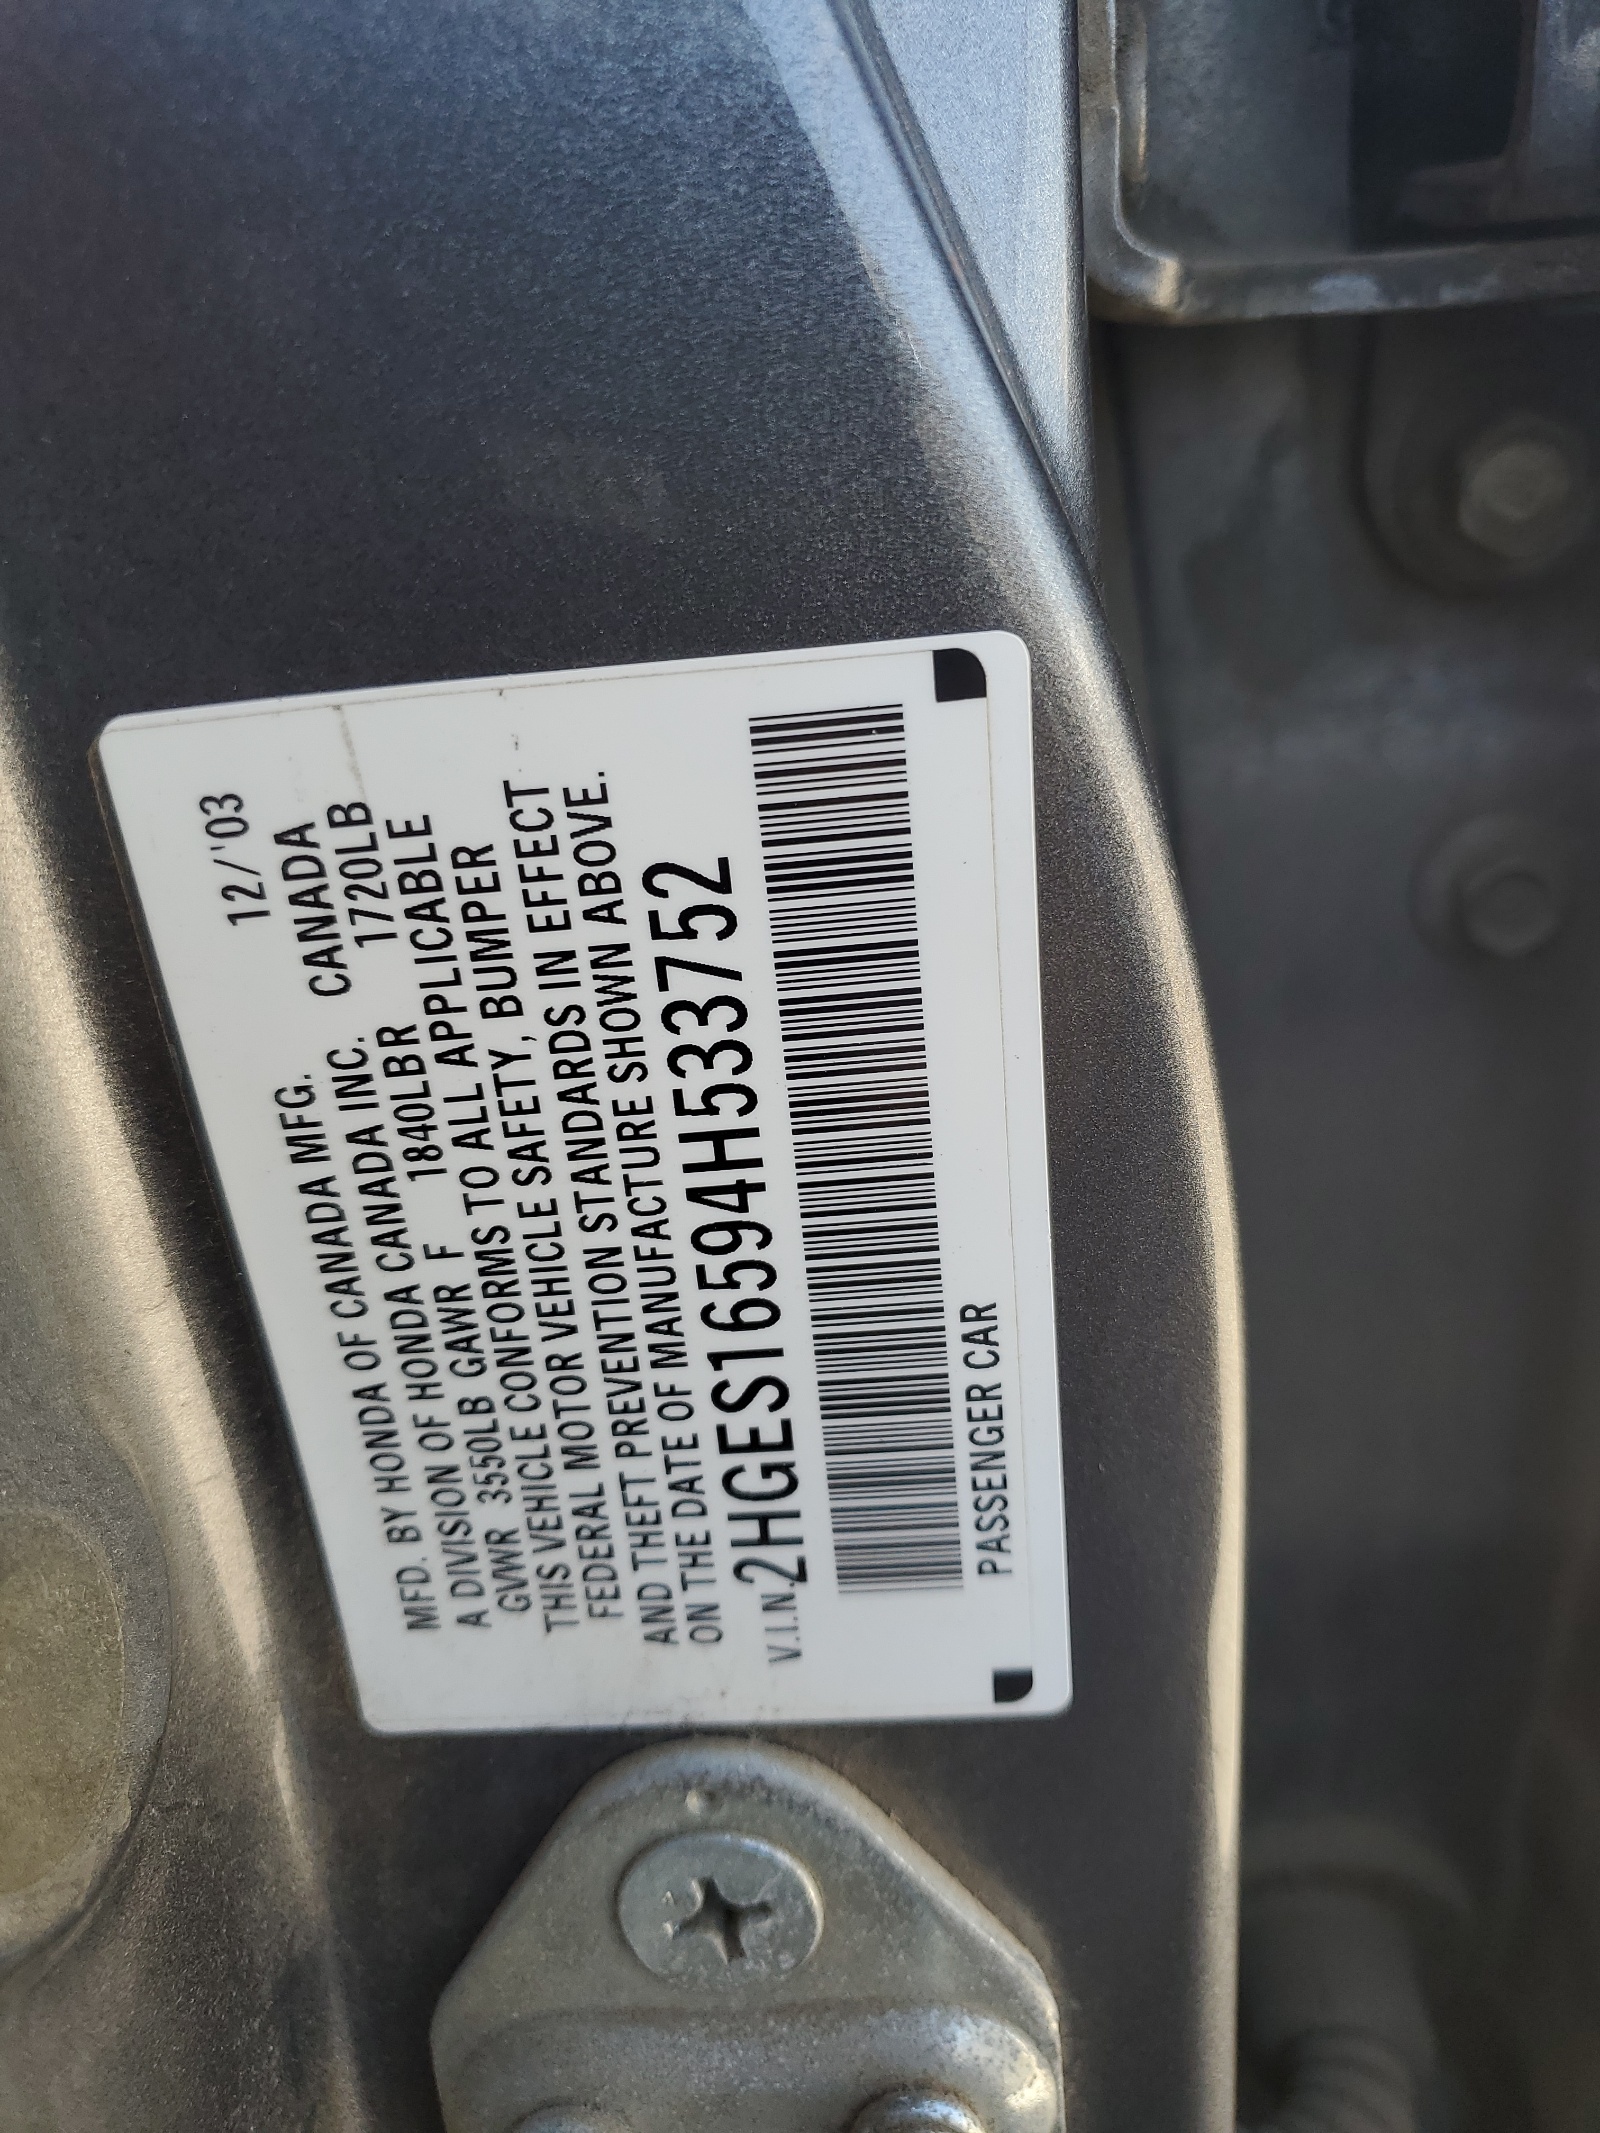 12/'03
MFD. BY HONDA OF CANADA MFG. CANADA
A DIVISION OF HONDA CANADA INC. 1720LB
GVWR 3550LB GAWR F 1840LBR
THIS VEHICLE CONFORMS TO ALL APPLICABLE
FEDERAL MOTOR VEHICLE SAFETY, BUMPER
AND THEFT PREVENTION STANDARDS IN EFFECT
ON THE DATE OF MANUFACTURE SHOWN ABOVE.
V.I.N.2HGES16594H533752
PASSENGER CAR